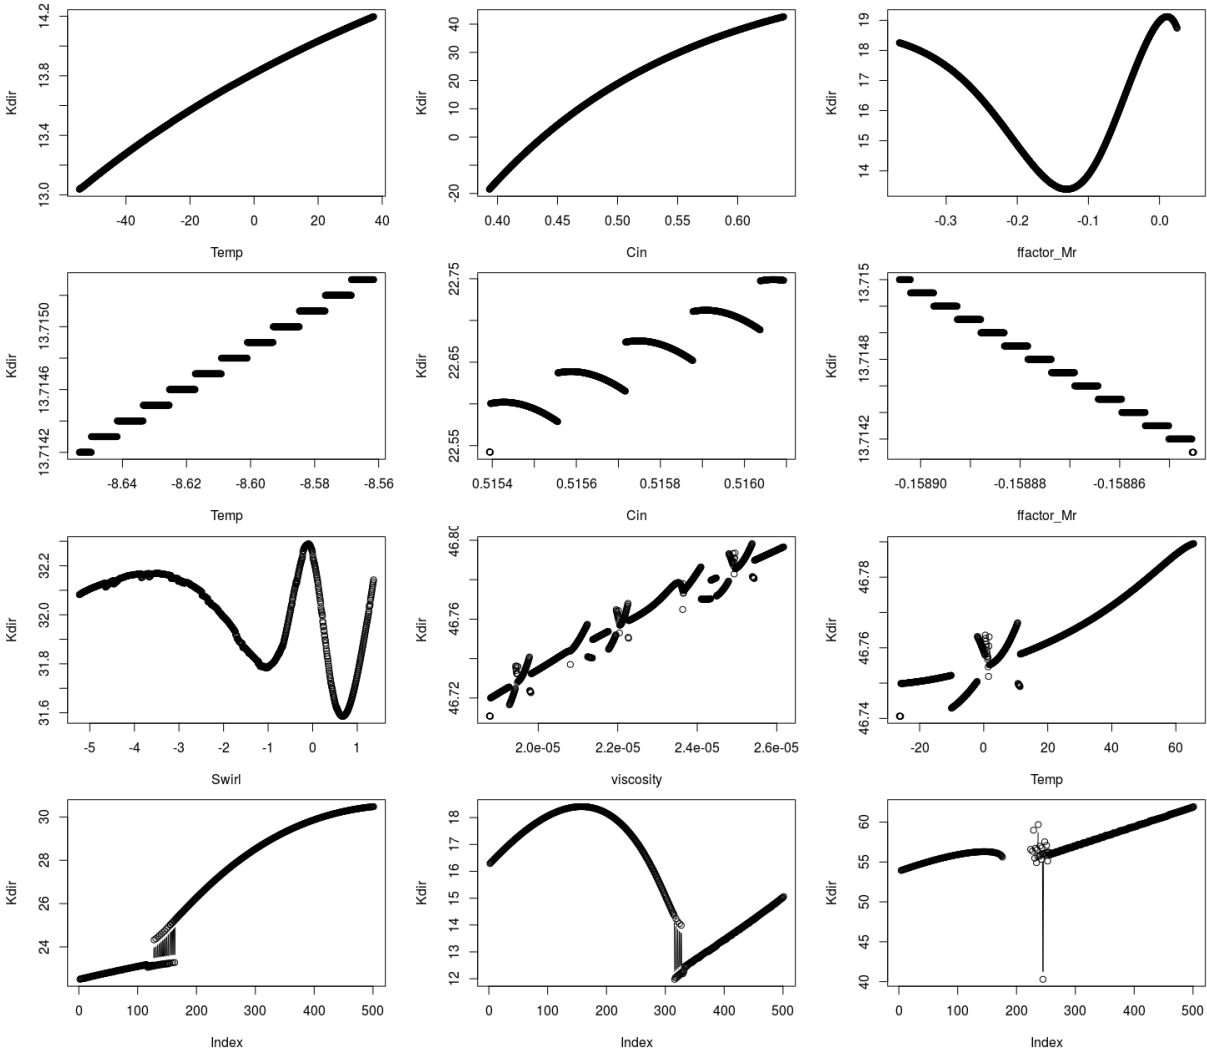 13.0 13.4 13.8 14.2
Kdir
-40 -20 0 20 40
Temp
-20 0 10 20 30 40
Kdir
0.40 0.45 0.50 0.55 0.60
Cin
14 15 16 17 18 19
Kdir
-0.3 -0.2 -0.1 0.0
ffactor_Mr
13.7142 13.7146 13.7150
Kdir
-8.64 -8.62 -8.60 -8.58 -8.56
Temp
22.55 22.65 22.75
Kdir
0.5154 0.5156 0.5158 0.5160
Cin
13.7142 13.7148 13.715
Kdir
-0.15890 -0.15888 -0.15886
ffactor_Mr
31.6 31.8 32.0 32.2
Kdir
-5 -4 -3 -2 -1 0 1
Swirl
46.72 46.76 46.80
Kdir
2.0e-05 2.2e-05 2.4e-05 2.6e-05
viscosity
46.74 46.76 46.78
Kdir
-20 0 20 40 60
Temp
24 26 28 30
Kdir
0 100 200 300 400 500
Index
12 13 14 15 16 17 18
Kdir
0 100 200 300 400 500
Index
40 45 50 55 60
Kdir
0 100 200 300 400 500
Index